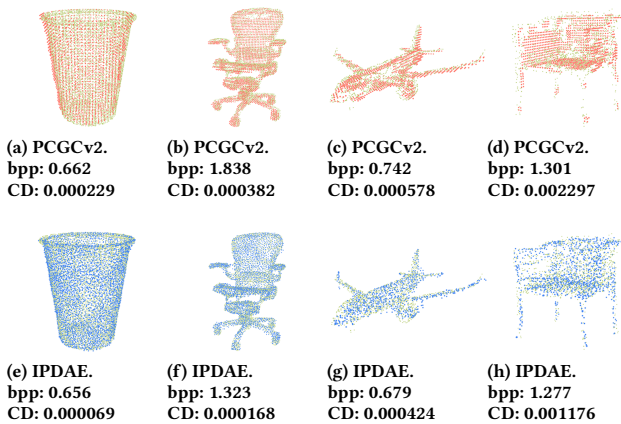 (a) PCGCv2.
bpp: 0.662
CD: 0.000229
(b) PCGCv2.
bpp: 1.838
CD: 0.000382
(c) PCGCv2.
bpp: 0.742
CD: 0.000578
(d) PCGCv2.
bpp: 1.301
CD: 0.002297
(e) IPDAE.
bpp: 0.656
CD: 0.000069
(f) IPDAE.
bpp: 1.323
CD: 0.000168
(g) IPDAE.
bpp: 0.679
CD: 0.000424
(h) IPDAE.
bpp: 1.277
CD: 0.001176